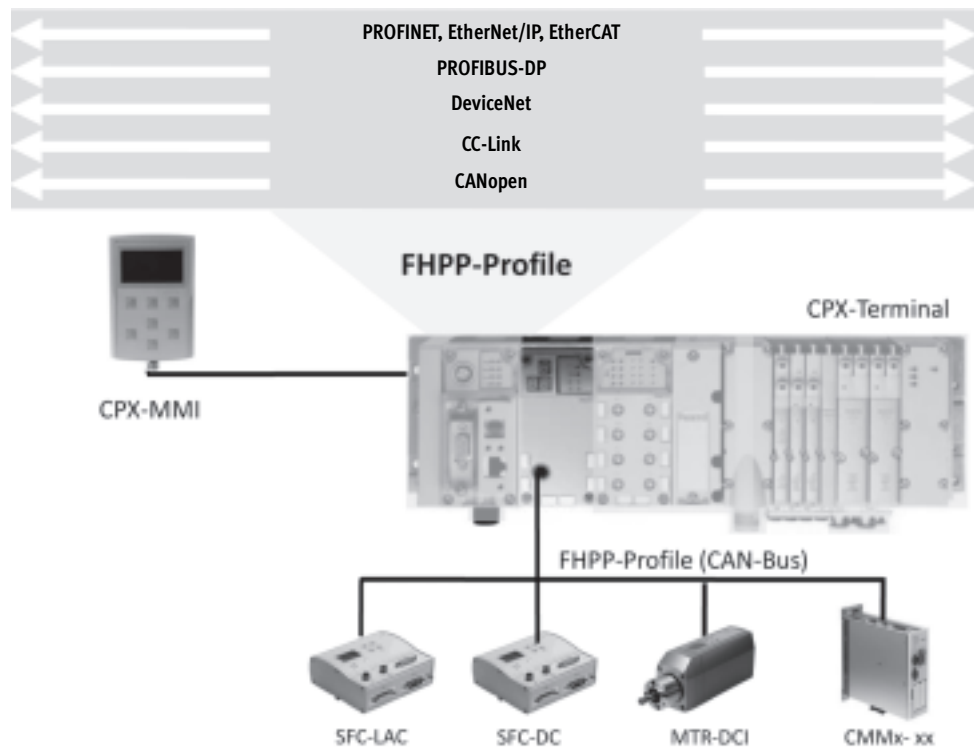 PROFINET, EtherNet/IP, EtherCAT
PROFIBUS-DP
DeviceNet
CC-Link
CANopen
FHPP-Profile
CPX-Terminal
CPX-MMI
FHPP-Profile (CAN-Bus)
SFC-LAC
SFC-DC
MTR-DCI
CMMx- xx